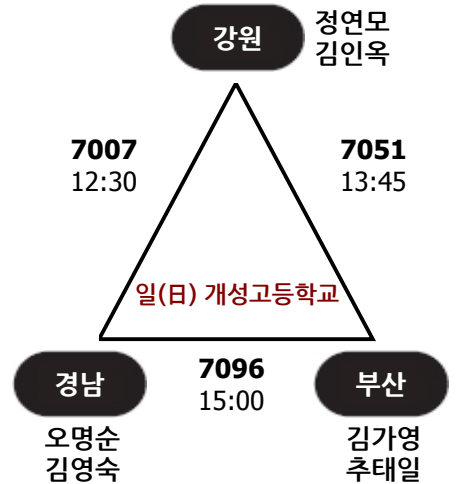 강원
정연모
김인옥
7007
12:30
7051
13:45
일(日) 개성고등학교
경남
오명순
김영숙
7096
15:00
부산
김가영
추태일